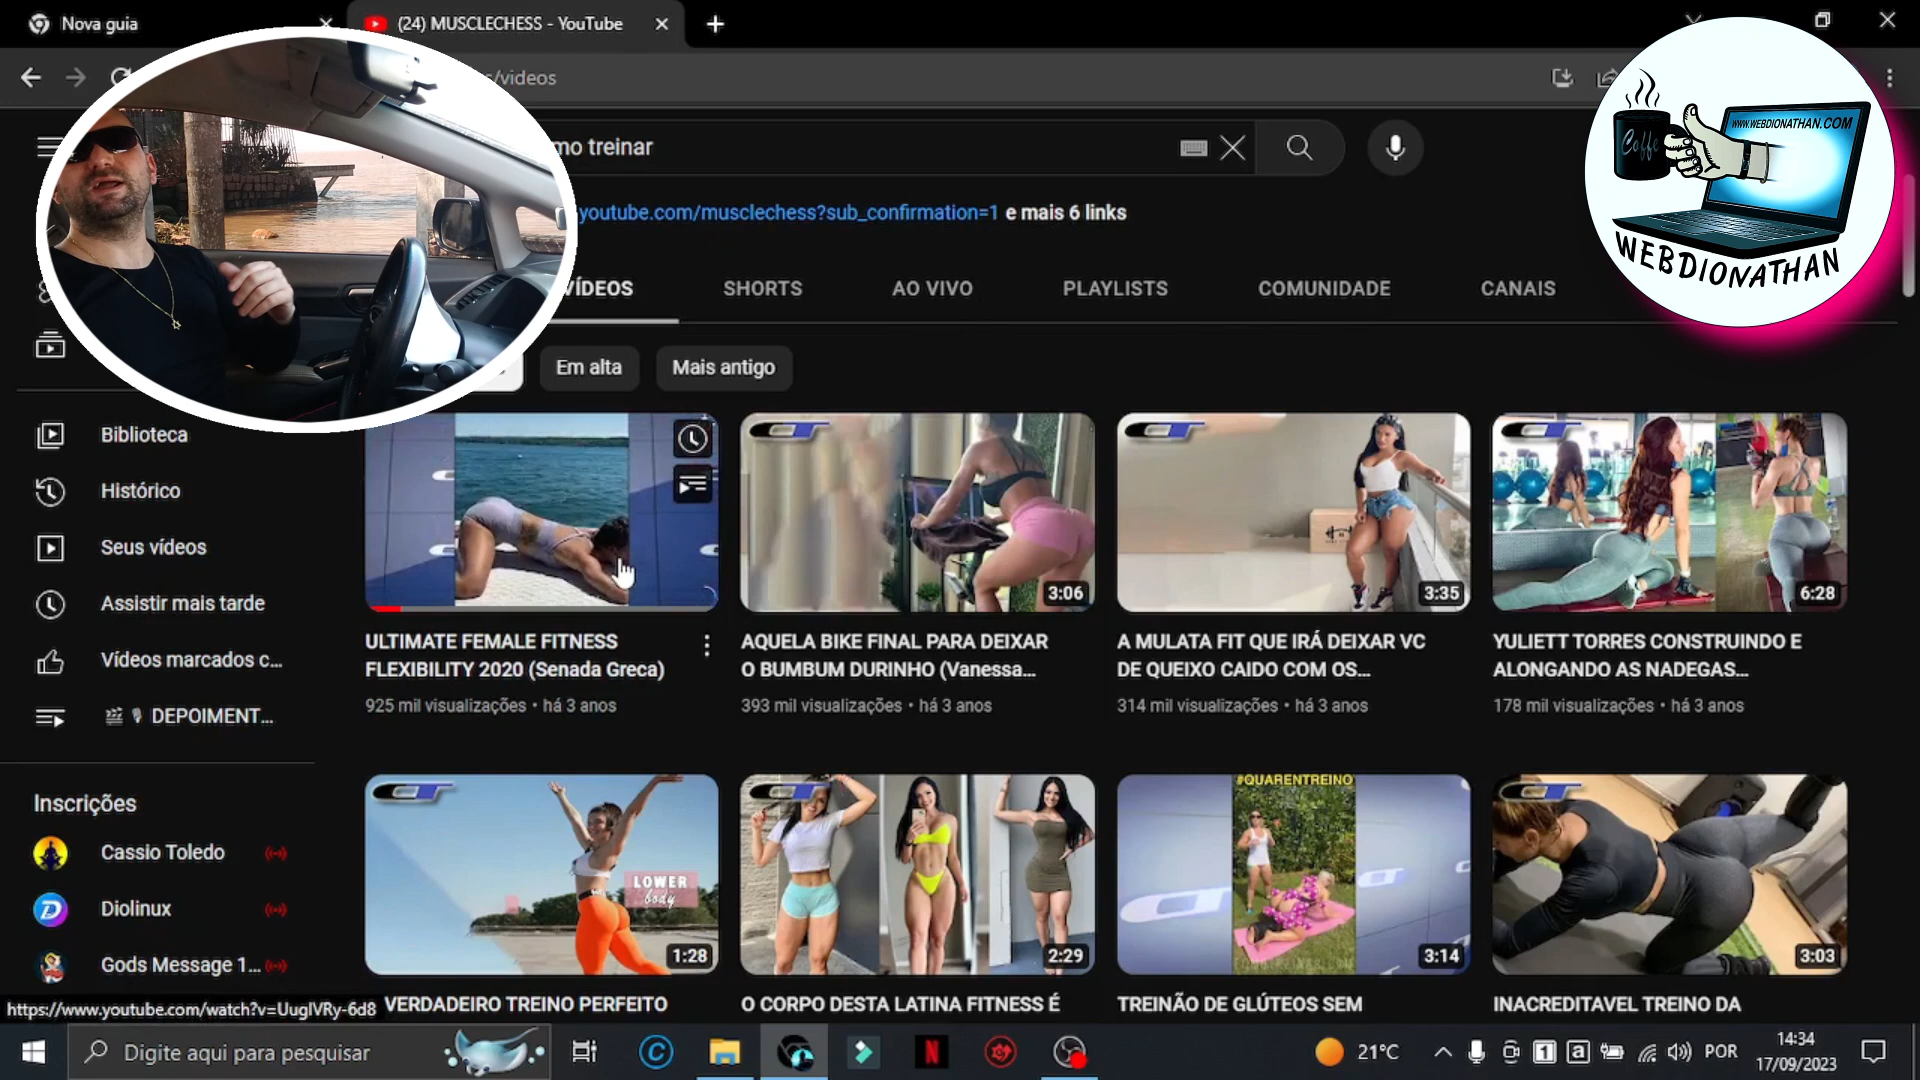 Nova guia
(24) MUSCLECHESS - YouTube
s/videos
mo treinar
youtube.com/musclechess?sub_confirmation=1 e mais 6 links
VÍDEOS
SHORTS
AO VIVO
PLAYLISTS
COMUNIDADE
CANAIS
Em alta
Mais antigo
Coffe
WWW.WEBDIONATHAN.COM
WEBDIONATHAN
Biblioteca
Histórico
Seus vídeos
Assistir mais tarde
Vídeos marcados c...
DEPOIMENT...
Inscrições
Cassio Toledo
Diolinux
Gods Message 1...
CT
3:06
CT
3:35
CT
6:28
ULTIMATE FEMALE FITNESS
FLEXIBILITY 2020 (Senada Greca)
925 mil visualizações • há 3 anos
AQUELA BIKE FINAL PARA DEIXAR
O BUMBUM DURINHO (Vanessa...
393 mil visualizações • há 3 anos
A MULATA FIT QUE IRÁ DEIXAR VC
DE QUEIXO CAIDO COM OS...
314 mil visualizações • há 3 anos
YULIETT TORRES CONSTRUINDO E
ALONGANDO AS NADEGAS...
178 mil visualizações • há 3 anos
CT
LOWER
body
1:28
CT
2:29
#QUARENTREINO
3:14
CT
3:03
VERDADEIRO TREINO PERFEITO
O CORPO DESTA LATINA FITNESS É
TREINÃO DE GLÚTEOS SEM
INACREDITAVEL TREINO DA
https://www.youtube.com/watch?v=UuglVRy-6d8
Digite aqui para pesquisar
21°C
POR
14:34
17/09/2023